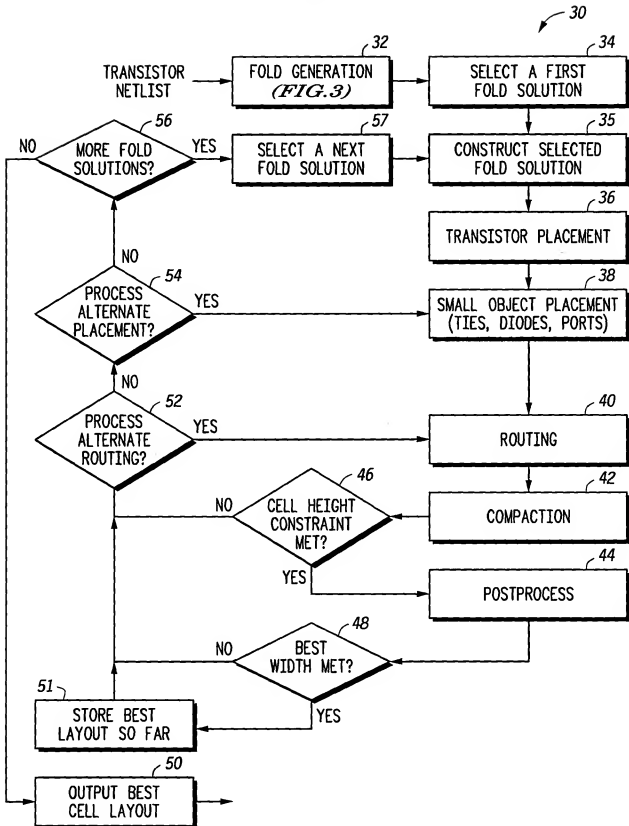 30
32
34
TRANSISTOR
NETLIST
FOLD GENERATION
(FIG.3)
SELECT A FIRST
FOLD SOLUTION
56
57
35
NO
MORE FOLD
SOLUTIONS?
YES
SELECT A NEXT
FOLD SOLUTION
CONSTRUCT SELECTED
FOLD SOLUTION
36
TRANSISTOR PLACEMENT
NO
54
38
PROCESS
ALTERNATE
PLACEMENT?
YES
SMALL OBJECT PLACEMENT
(TIES, DIODES, PORTS)
NO
52
40
PROCESS
ALTERNATE
ROUTING?
YES
ROUTING
46
42
NO
CELL HEIGHT
CONSTRAINT
MET?
COMPACTION
YES
44
POSTPROCESS
48
NO
BEST
WIDTH MET?
YES
51
STORE BEST
LAYOUT SO FAR
50
OUTPUT BEST
CELL LAYOUT